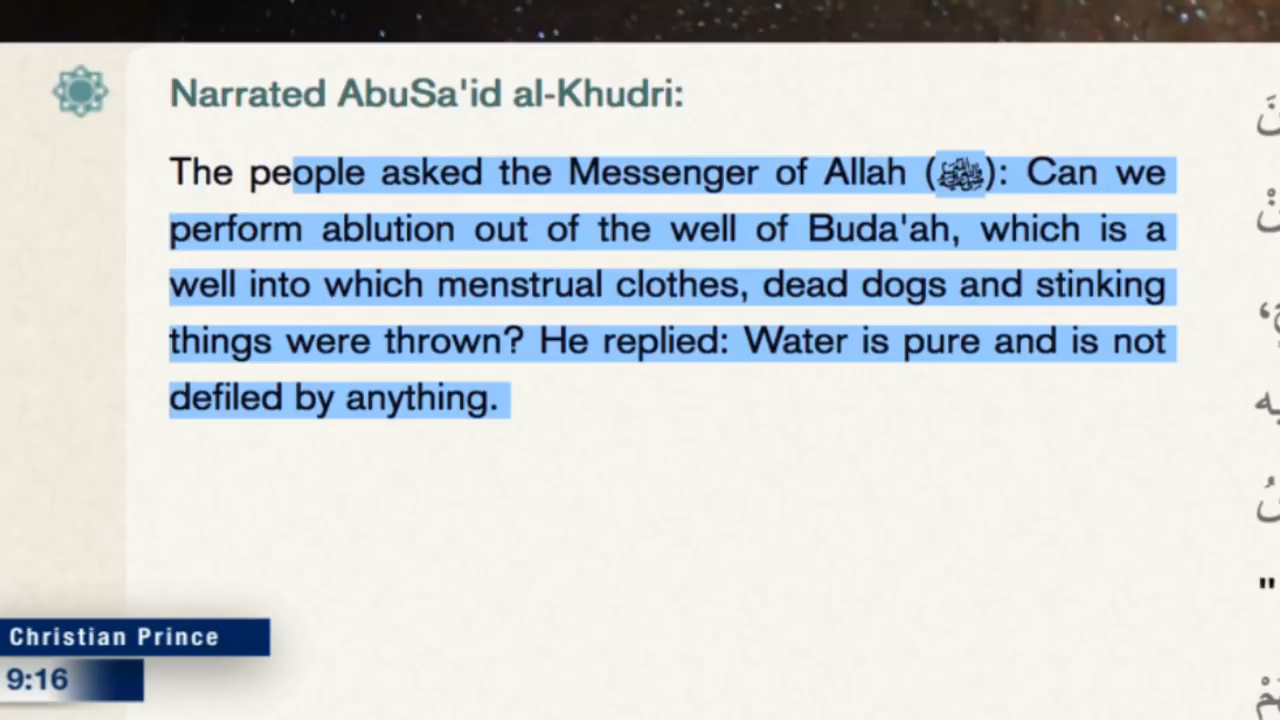 Narrated AbuSa'id al-Khudri:
The people asked the Messenger of Allah (ﷺ): Can we
perform ablution out of the well of Buda'ah, which is a
well into which menstrual clothes, dead dogs and stinking
things were thrown? He replied: Water is pure and is not
defiled by anything.
"
Christian Prince
9:16